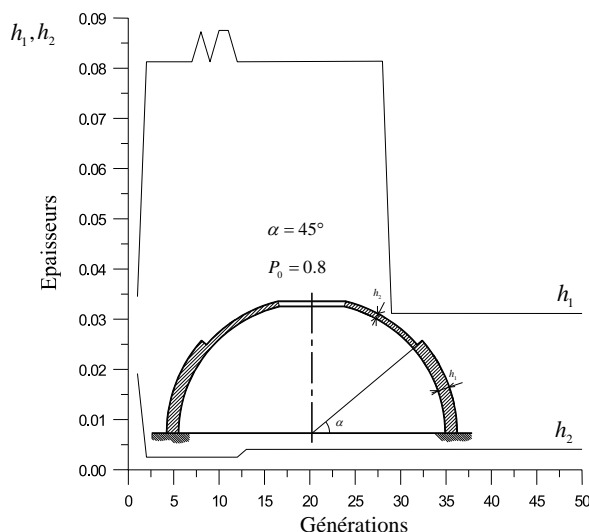 h₁, h₂
0.09
0.08
0.07
0.06
0.05
0.04
0.03
0.02
0.01
0.00
Epaisseurs
α = 45°
P₀ = 0.8
h₂
h₁
h₁
α
h₂
0 5 10 15 20 25 30 35 40 45 50
Générations